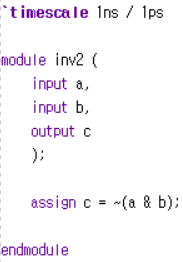 `timescale 1ns / 1ps
module inv2 (
input a,
input b,
output c
);
assign c = ~(a & b);
endmodule